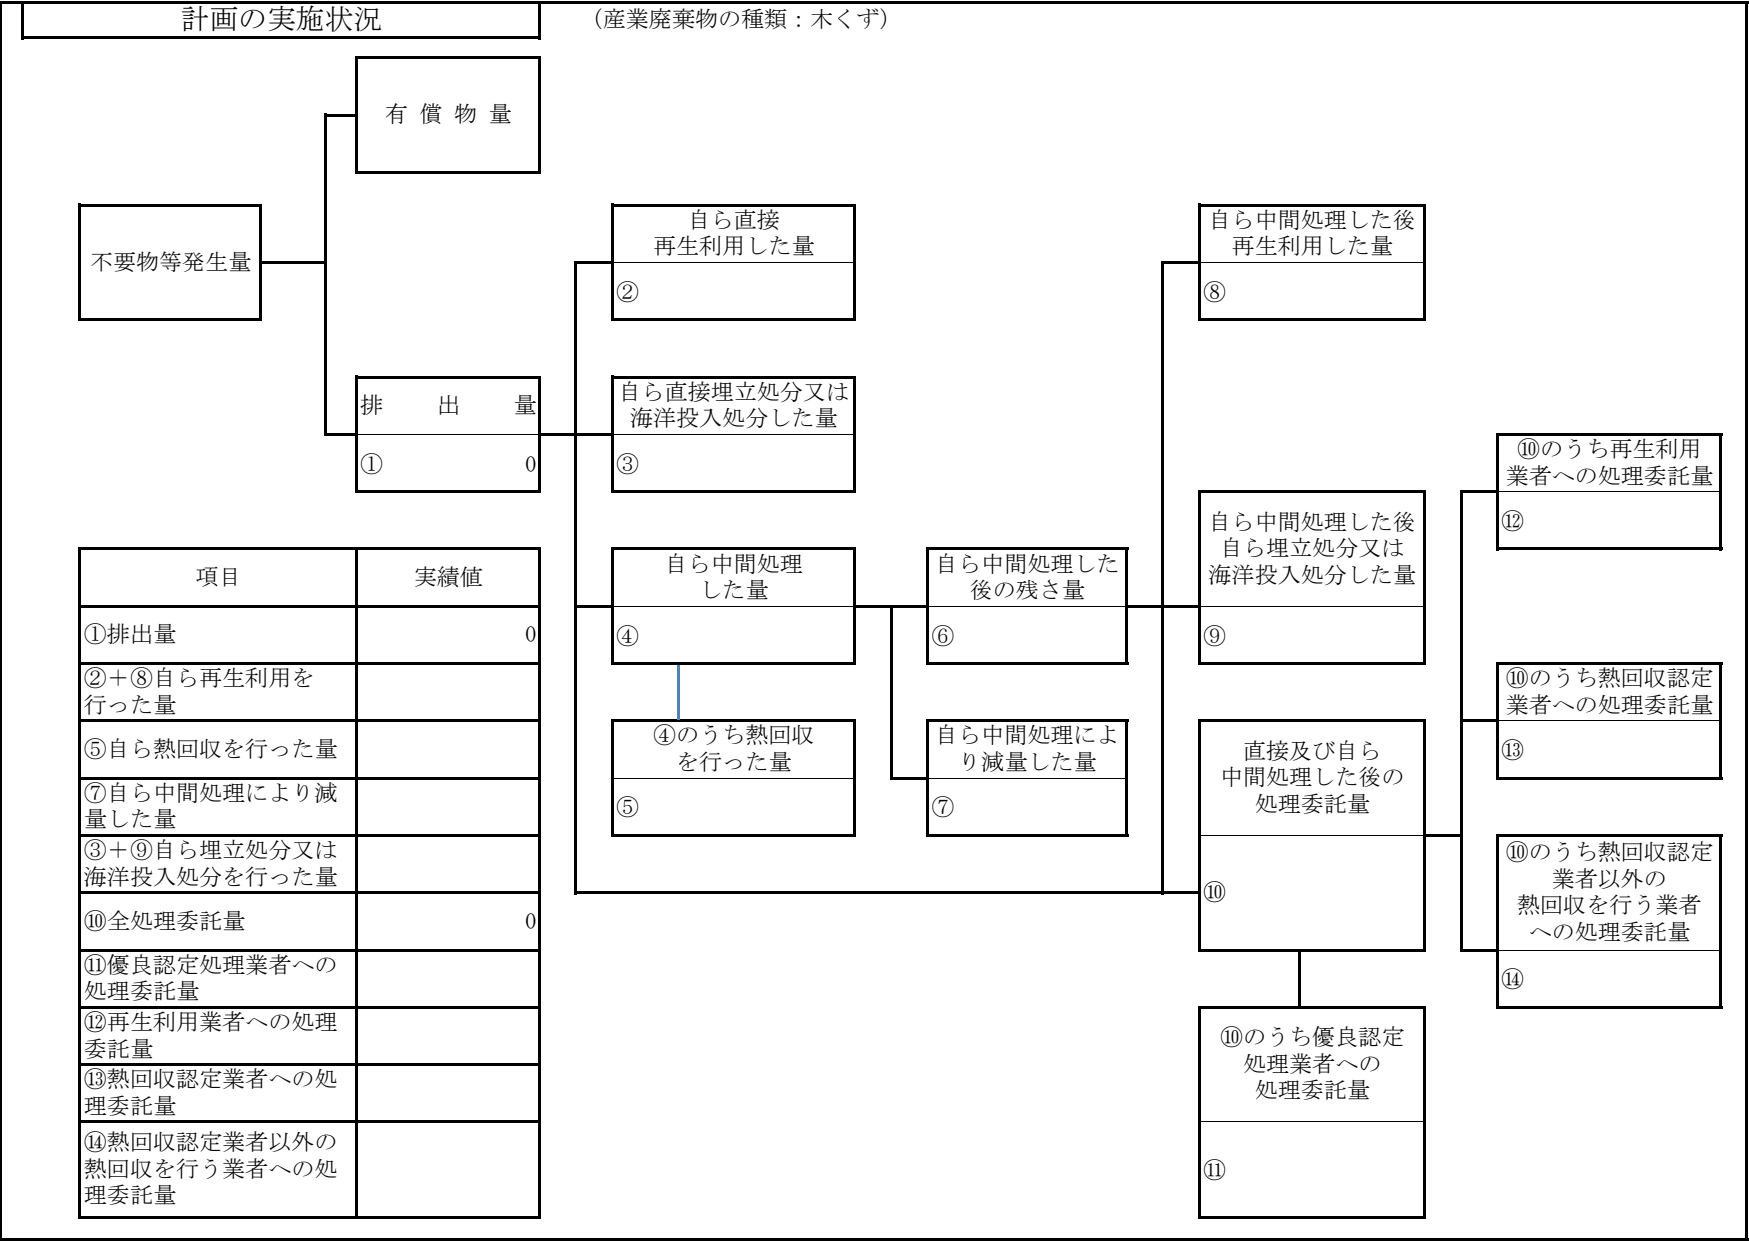 計画の実施状況
（産業廃棄物の種類：木くず）
有償物量
不要物等発生量
自ら直接
再生利用した量
②
自ら中間処理した後
再生利用した量
⑧
排出量
① 0
自ら直接埋立処分又は
海洋投入処分した量
③
⑩のうち再生利用
業者への処理委託量
⑫
自ら中間処理した後
自ら埋立処分又は
海洋投入処分した量
⑨
自ら中間処理
した量
④
自ら中間処理した
後の残さ量
⑥
④のうち熱回収
を行った量
⑤
自ら中間処理によ
り減量した量
⑦
⑩のうち熱回収認定
業者への処理委託量
⑬
直接及び自ら
中間処理した後の
処理委託量
⑩
⑩のうち熱回収認定
業者以外の
熱回収を行う業者
への処理委託量
⑭
⑩のうち優良認定
処理業者への
処理委託量
⑪
項目 実績値
①排出量 0
②＋⑧自ら再生利用を
行った量
⑤自ら熱回収を行った量
⑦自ら中間処理により減
量した量
③＋⑨自ら埋立処分又は
海洋投入処分を行った量
⑩全処理委託量 0
⑪優良認定処理業者への
処理委託量
⑫再生利用業者への処理
委託量
⑬熱回収認定業者への処
理委託量
⑭熱回収認定業者以外の
熱回収を行う業者への処
理委託量